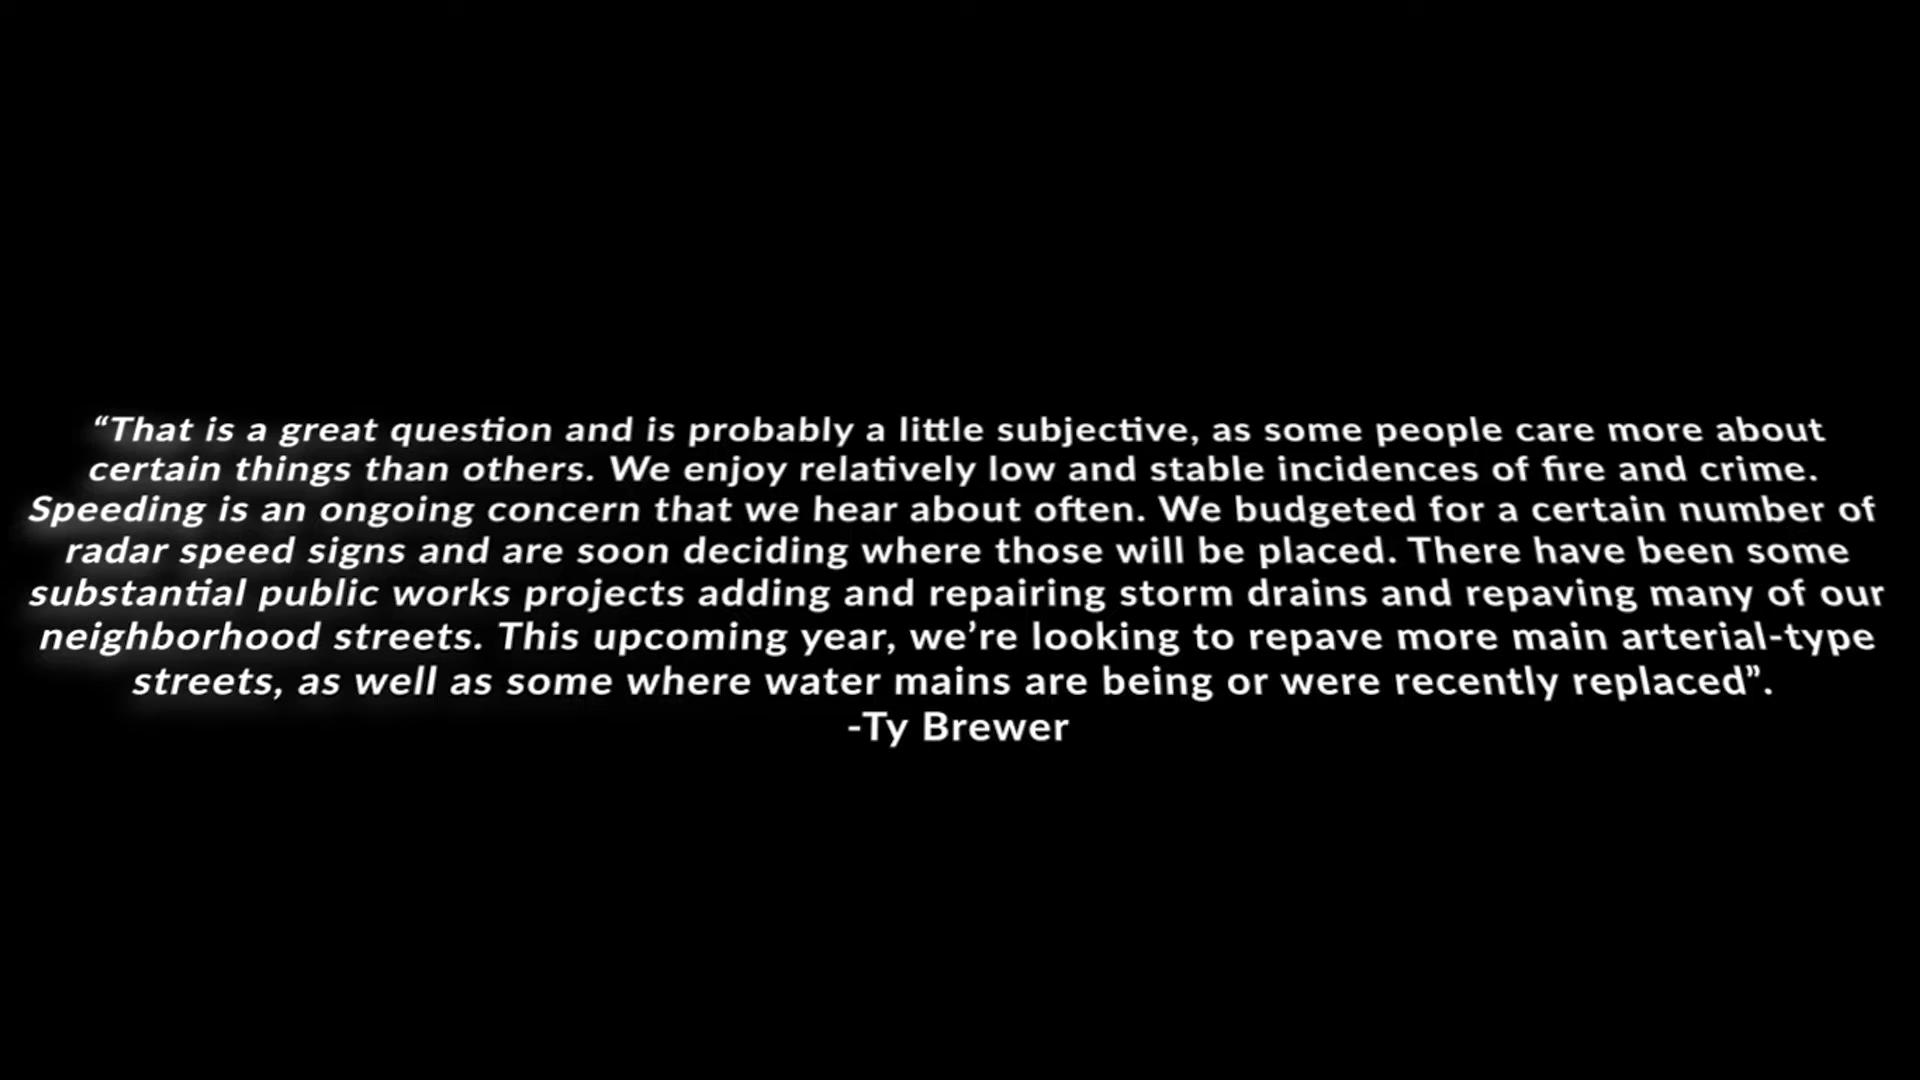 “That is a great question and is probably a little subjective, as some people care more about
certain things than others. We enjoy relatively low and stable incidences of fire and crime.
Speeding is an ongoing concern that we hear about often. We budgeted for a certain number of
radar speed signs and are soon deciding where those will be placed. There have been some
substantial public works projects adding and repairing storm drains and repaving many of our
neighborhood streets. This upcoming year, we’re looking to repave more main arterial-type
streets, as well as some where water mains are being or were recently replaced”.
-Ty Brewer